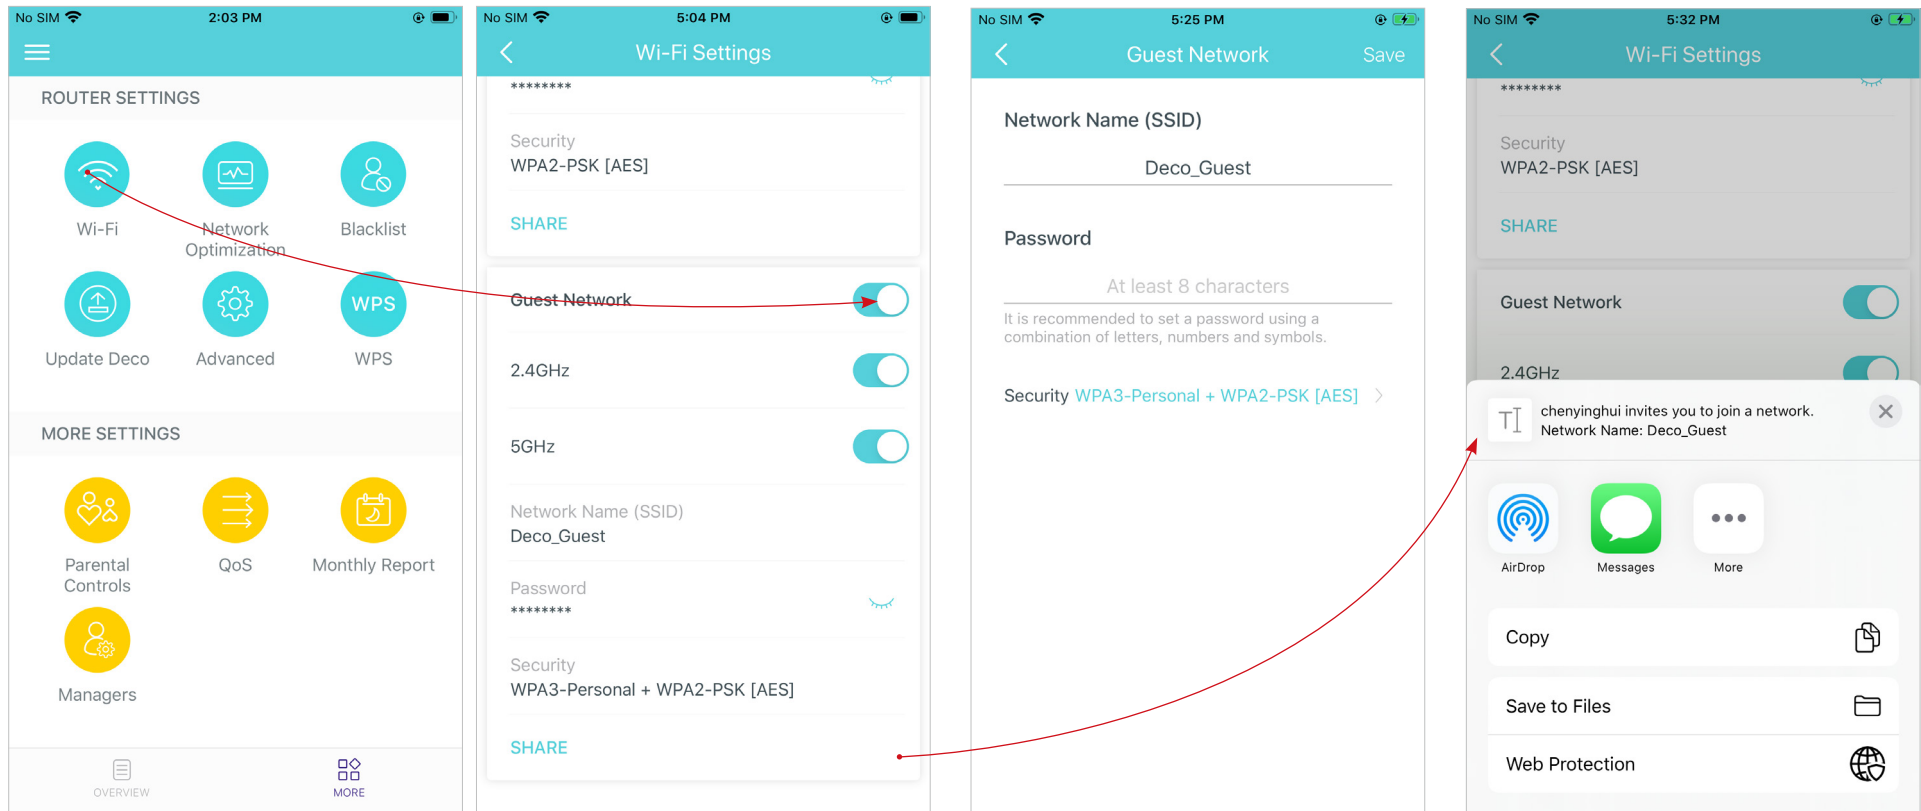 No SIM 2:03 PM
ROUTER SETTINGS
Wi-Fi
Network
Optimization
Blacklist
WPS
Update Deco
Advanced
WPS
MORE SETTINGS
Parental
Controls
QoS
Monthly Report
Managers
OVERVIEW
MORE
No SIM 5:04 PM
Wi-Fi Settings
********
Security
WPA2-PSK [AES]
SHARE
Guest Network
2.4GHz
5GHz
Network Name (SSID)
Deco_Guest
Password
********
Security
WPA3-Personal + WPA2-PSK [AES]
SHARE
No SIM 5:25 PM
Guest Network Save
Network Name (SSID)
Deco_Guest
Password
At least 8 characters
It is recommended to set a password using a
combination of letters, numbers and symbols.
Security WPA3-Personal + WPA2-PSK [AES]
No SIM 5:32 PM
Wi-Fi Settings
********
Security
WPA2-PSK [AES]
SHARE
Guest Network
2.4GHz
chenyinghui invites you to join a network.
Network Name: Deco_Guest
AirDrop
Messages
More
Copy
Save to Files
Web Protection